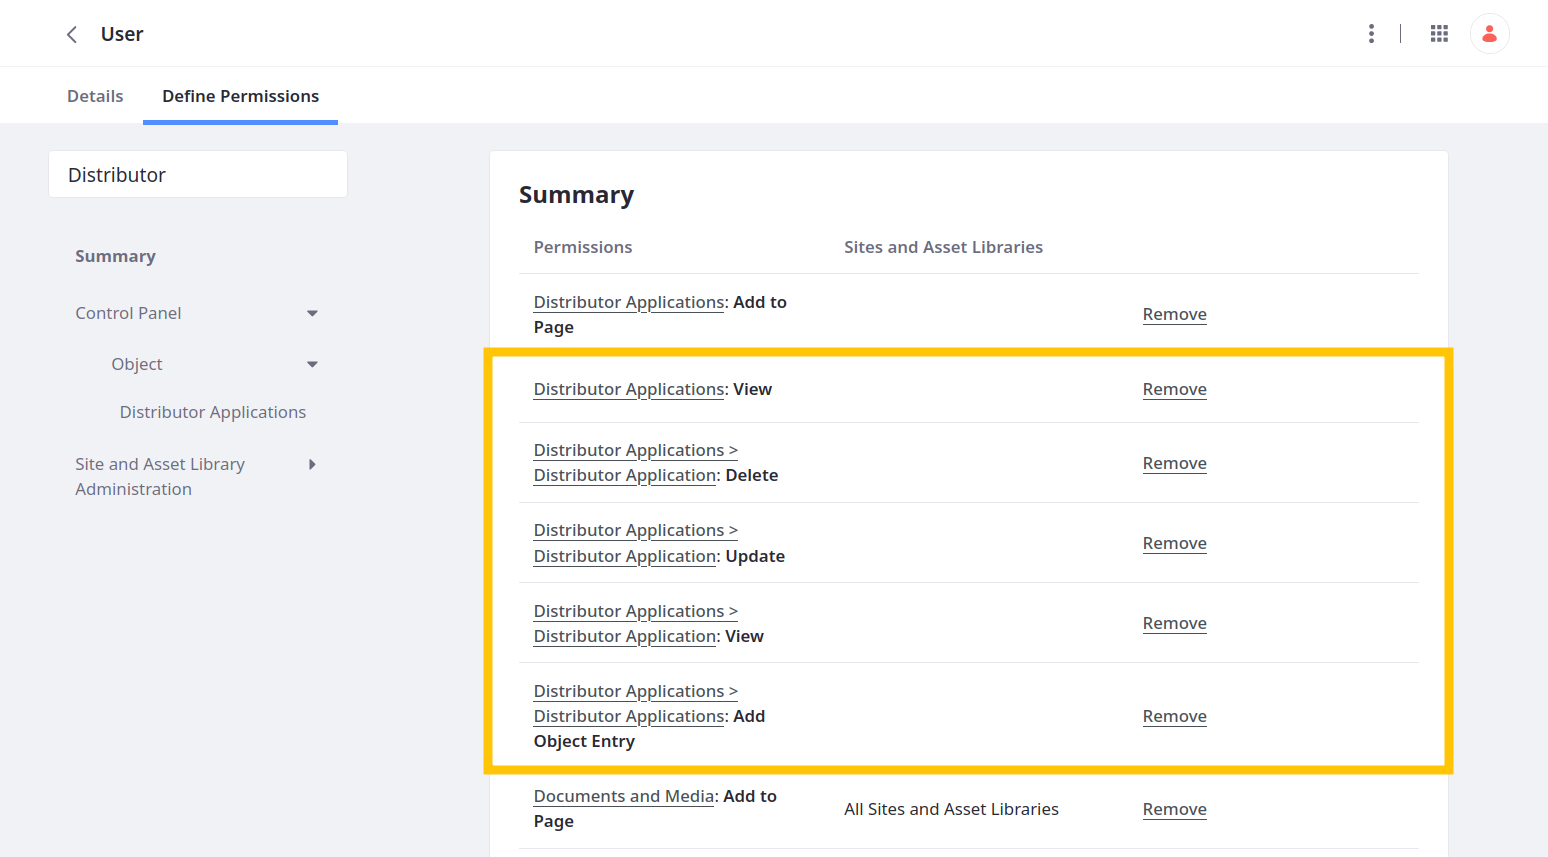 User
Details Define Permissions
Distributor
Summary
Control Panel
Object
Distributor Applications
Site and Asset Library
Administration
Summary
Permissions Sites and Asset Libraries
Distributor Applications: Add to
Page
Remove
Distributor Applications: View Remove
Distributor Applications >
Distributor Application: Delete
Remove
Distributor Applications >
Distributor Application: Update
Remove
Distributor Applications >
Distributor Application: View
Remove
Distributor Applications >
Distributor Applications: Add
Object Entry
Remove
Documents and Media: Add to
Page
All Sites and Asset Libraries
Remove